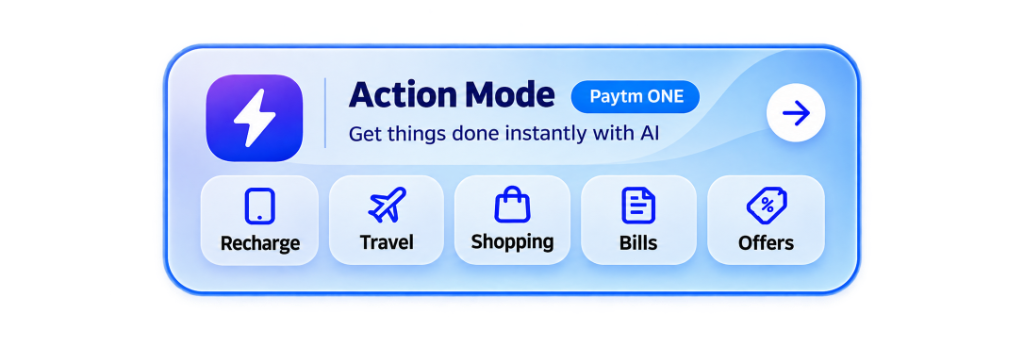 Action Mode Paytm ONE
Get things done instantly with AI
Recharge Travel Shopping Bills Offers